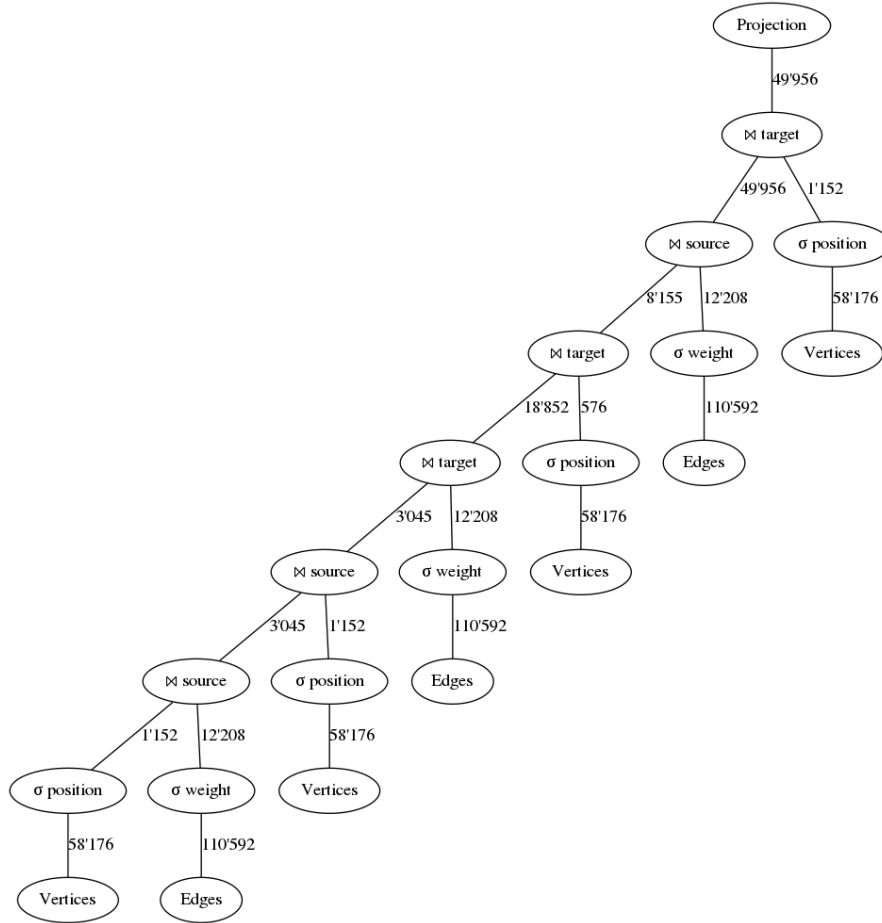 Projection
49'956
⋈ target
49'956 1'152
⋈ source σ position
8'155 12'208 58'176
⋈ target σ weight Vertices
18'852 576 110'592
⋈ target σ position Edges
3'045 12'208 58'176
⋈ source σ weight Vertices
3'045 1'152 110'592
⋈ source σ position Edges
1'152 12'208 58'176
σ position σ weight Vertices
58'176 110'592
Vertices Edges